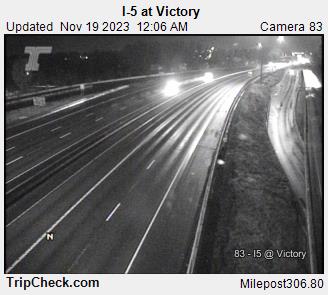 I-5 at Victory
Updated Nov 19 2023 12:06 AM Camera 83
T
N
83 - I5 @ Victory
TripCheck.com Milepost306.80